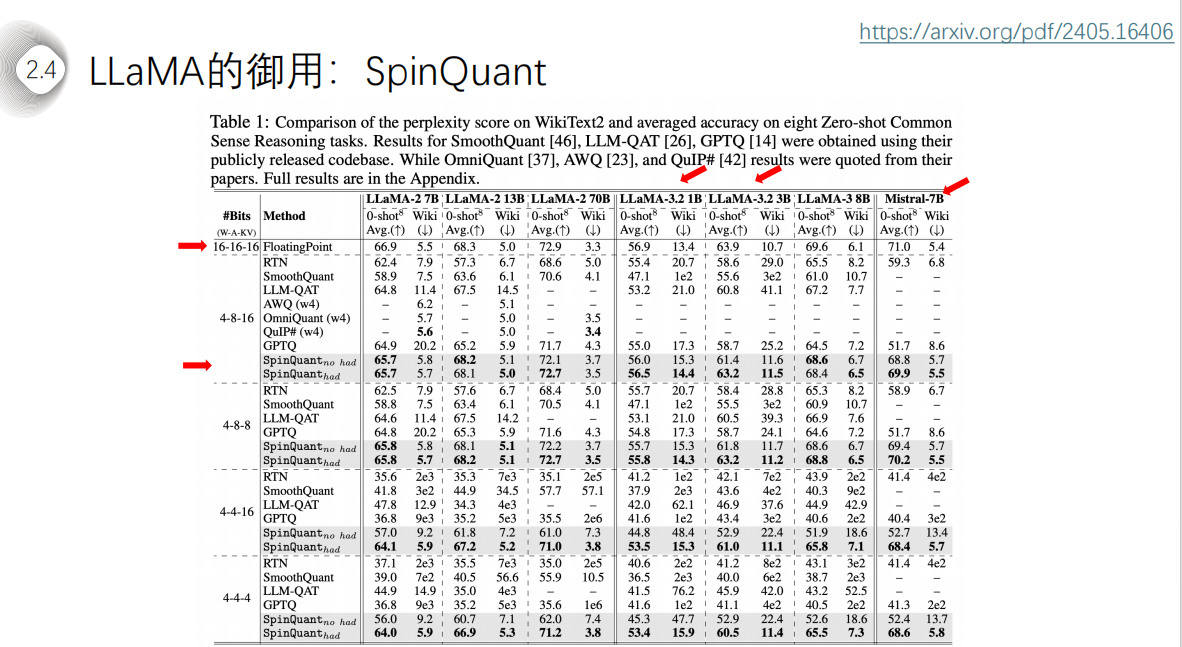 https://arxiv.org/pdf/2405.16406
2.4
LLaMA的御用：SpinQuant
Table 1: Comparison of the perplexity score on WikiText2 and averaged accuracy on eight Zero-shot Common
Sense Reasoning tasks. Results for SmoothQuant [46], LLM-QAT [26], GPTQ [14] were obtained using their
publicly released codebase. While OmniQuant [37], AWQ [23], and QuIP# [42] results were quoted from their
papers. Full results are in the Appendix.
LLaMA-2 7B LLaMA-2 13B LLaMA-2 70B LLaMA-3.2 1B LLaMA-3.2 3B LLaMA-3 8B Mistral-7B
#Bits Method 0-shot⁸ Wiki 0-shot⁸ Wiki 0-shot⁸ Wiki 0-shot⁸ Wiki 0-shot⁸ Wiki 0-shot⁸ Wiki 0-shot⁸ Wiki
(W-A-KV) Avg.(↑) (↓) Avg.(↑) (↓) Avg.(↑) (↓) Avg.(↑) (↓) Avg.(↑) (↓) Avg.(↑) (↓) Avg.(↑) (↓)
16-16-16 FloatingPoint 66.9 5.5 68.3 5.0 72.9 3.3 56.9 13.4 63.9 10.7 69.6 6.1 71.0 5.4
RTN 62.4 7.9 57.3 6.7 68.6 5.0 55.4 20.7 58.6 29.0 65.5 8.2 59.3 6.8
SmoothQuant 58.9 7.5 63.6 6.1 70.6 4.1 47.1 1e2 55.6 3e2 61.0 10.7 – –
LLM-QAT 64.8 11.4 67.5 14.5 – – 53.2 21.0 60.8 41.1 67.2 7.7 – –
AWQ (w4) – 6.2 – 5.1 – – – – – – – – – –
4-8-16 OmniQuant (w4) – 5.7 – 5.0 – 3.5 – – – – – – – –
QuIP# (w4) – 5.6 – 5.0 – 3.4 – – – – – – – –
GPTQ 64.9 20.2 65.2 5.9 71.7 4.3 55.0 17.3 58.7 25.2 64.5 7.2 51.7 8.6
SpinQuant no had 65.7 5.8 68.2 5.1 72.1 3.7 56.0 15.3 61.4 11.6 68.6 6.7 68.8 5.7
SpinQuant had 65.7 5.7 68.1 5.0 72.7 3.5 56.5 14.4 63.2 11.5 68.4 6.5 69.9 5.5
RTN 62.5 7.9 57.6 6.7 68.4 5.0 55.7 20.7 58.4 28.8 65.3 8.2 58.9 6.7
SmoothQuant 58.8 7.5 63.4 6.1 70.5 4.1 47.1 1e2 55.5 3e2 60.9 10.7 – –
LLM-QAT 64.6 11.4 67.5 14.2 – – 53.1 21.0 60.5 39.3 66.9 7.6 – –
4-8-8 GPTQ 64.8 20.2 65.3 5.9 71.6 4.3 54.8 17.3 58.7 24.1 64.6 7.2 51.7 8.6
SpinQuant no had 65.8 5.8 68.1 5.1 72.2 3.7 55.7 15.3 61.8 11.7 68.6 6.7 69.4 5.7
SpinQuant had 65.8 5.7 68.2 5.1 72.7 3.5 55.8 14.3 63.2 11.2 68.8 6.5 70.2 5.5
RTN 35.6 2e3 35.3 7e3 35.1 2e5 41.2 1e2 42.1 7e2 43.9 2e2 41.4 4e2
SmoothQuant 41.8 3e2 44.9 34.5 57.7 57.1 37.9 2e3 43.6 4e2 40.3 9e2 – –
4-4-16 LLM-QAT 47.8 12.9 34.3 4e3 – – 42.0 62.1 46.9 37.6 44.9 42.9 – –
GPTQ 36.8 9e3 35.2 5e3 35.5 2e6 41.6 1e2 43.4 3e2 40.6 2e2 40.4 3e2
SpinQuant no had 57.0 9.2 61.8 7.2 61.0 7.3 44.8 48.4 52.9 22.4 51.9 18.6 52.7 13.4
SpinQuant had 64.1 5.9 67.2 5.2 71.0 3.8 53.5 15.3 61.0 11.1 65.8 7.1 68.4 5.7
RTN 37.1 2e3 35.5 7e3 35.0 2e5 40.6 2e2 41.2 8e2 43.1 3e2 41.4 4e2
SmoothQuant 39.0 7e2 40.5 56.6 55.9 10.5 36.5 2e3 40.0 6e2 38.7 2e3 – –
4-4-4 LLM-QAT 44.9 14.9 35.0 4e3 – – 41.5 76.2 45.9 42.0 43.2 52.5 – –
GPTQ 36.8 9e3 35.2 5e3 35.6 1e6 41.6 1e2 41.1 4e2 40.5 2e2 41.3 2e2
SpinQuant no had 56.0 9.2 60.7 7.1 62.0 7.4 45.3 47.7 52.9 22.4 52.6 18.6 52.4 13.7
SpinQuant had 64.0 5.9 66.9 5.3 71.2 3.8 53.4 15.9 60.5 11.4 65.5 7.3 68.6 5.8